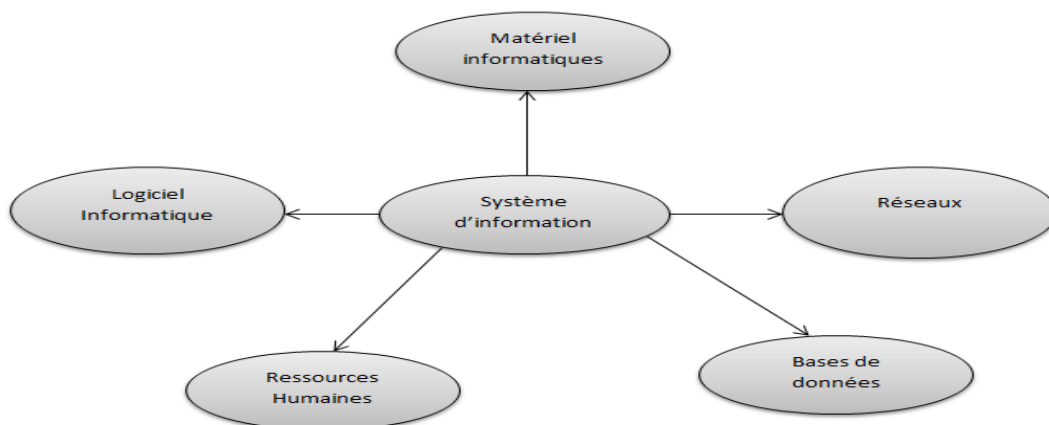 Matériel
informatiques
Logiciel
Informatique
Système
d'information
Réseaux
Ressources
Humaines
Bases de
données